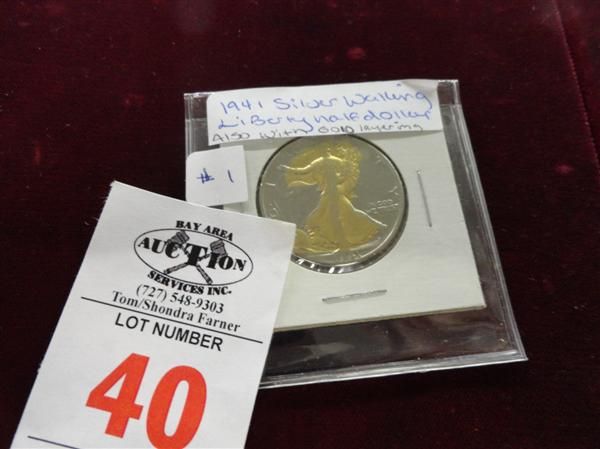 1941 Silver Walking
Liberty half dollar
Also With GOLD layering
#1
BAY AREA
AUCTION
SERVICES INC.
(727) 548-9303
Tom/Shondra Farner
LOT NUMBER
40